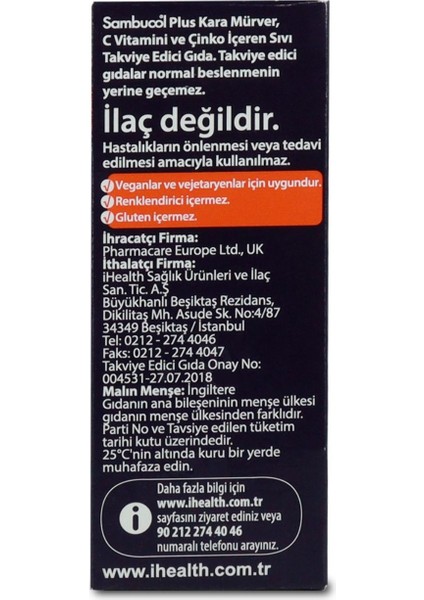 Sambucol Plus Kara Mürver,
C Vitamini ve Çinko İçeren Sıvı
Takviye Edici Gıda. Takviye edici
gıdalar normal beslenmenin
yerine geçemez.
İlaç değildir.
Hastalıkların önlenmesi veya tedavi
edilmesi amacıyla kullanılmaz.
Veganlar ve vejetaryenler için uygundur.
Renklendirici içermez.
Gluten içermez.
İhracatçı Firma:
Pharmacare Europe Ltd., UK
İthalatçı Firma:
iHealth Sağlık Ürünleri ve İlaç
San. Tic. A.Ş
Büyükhanlı Beşiktaş Rezidans,
Dikilitaş Mh. Asude Sk. No:4/87
34349 Beşiktaş / İstanbul
Tel: 0212 - 274 4046
Faks: 0212 - 274 4047
Takviye Edici Gıda Onay No:
004531-27.07.2018
Malın Menşe: İngiltere
Gıdanın ana bileşeninin menşe ülkesi
gıdanın menşe ülkesinden farklıdır.
Parti No ve Tavsiye edilen tüketim
tarihi kutu üzerindedir.
25°C'nin altında kuru bir yerde
muhafaza edin.
Daha fazla bilgi için
www.ihealth.com.tr
sayfasını ziyaret ediniz veya
90 212 274 40 46
numaralı telefonu arayınız.
www.ihealth.com.tr